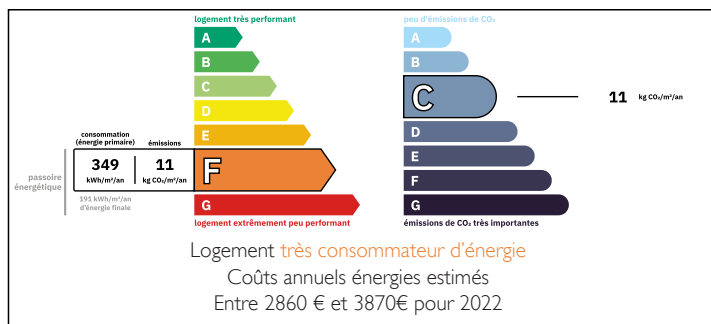 logement très performant
A
B
C
D
E
consommation
(énergie primaire)
émissions
349
kWh/m²/an
11
kg CO₂/m²/an
F
passoire
énergétique
191 kWh/m²/an
d'énergie finale
G
logement extrêmement peu performant
peu d'émissions de CO₂
A
B
C
11
kg CO₂/m²/an
D
E
F
G
émissions de CO₂ très importantes
Logement très consommateur d'énergie
Coûts annuels énergies estimés
Entre 2860 € et 3870€ pour 2022